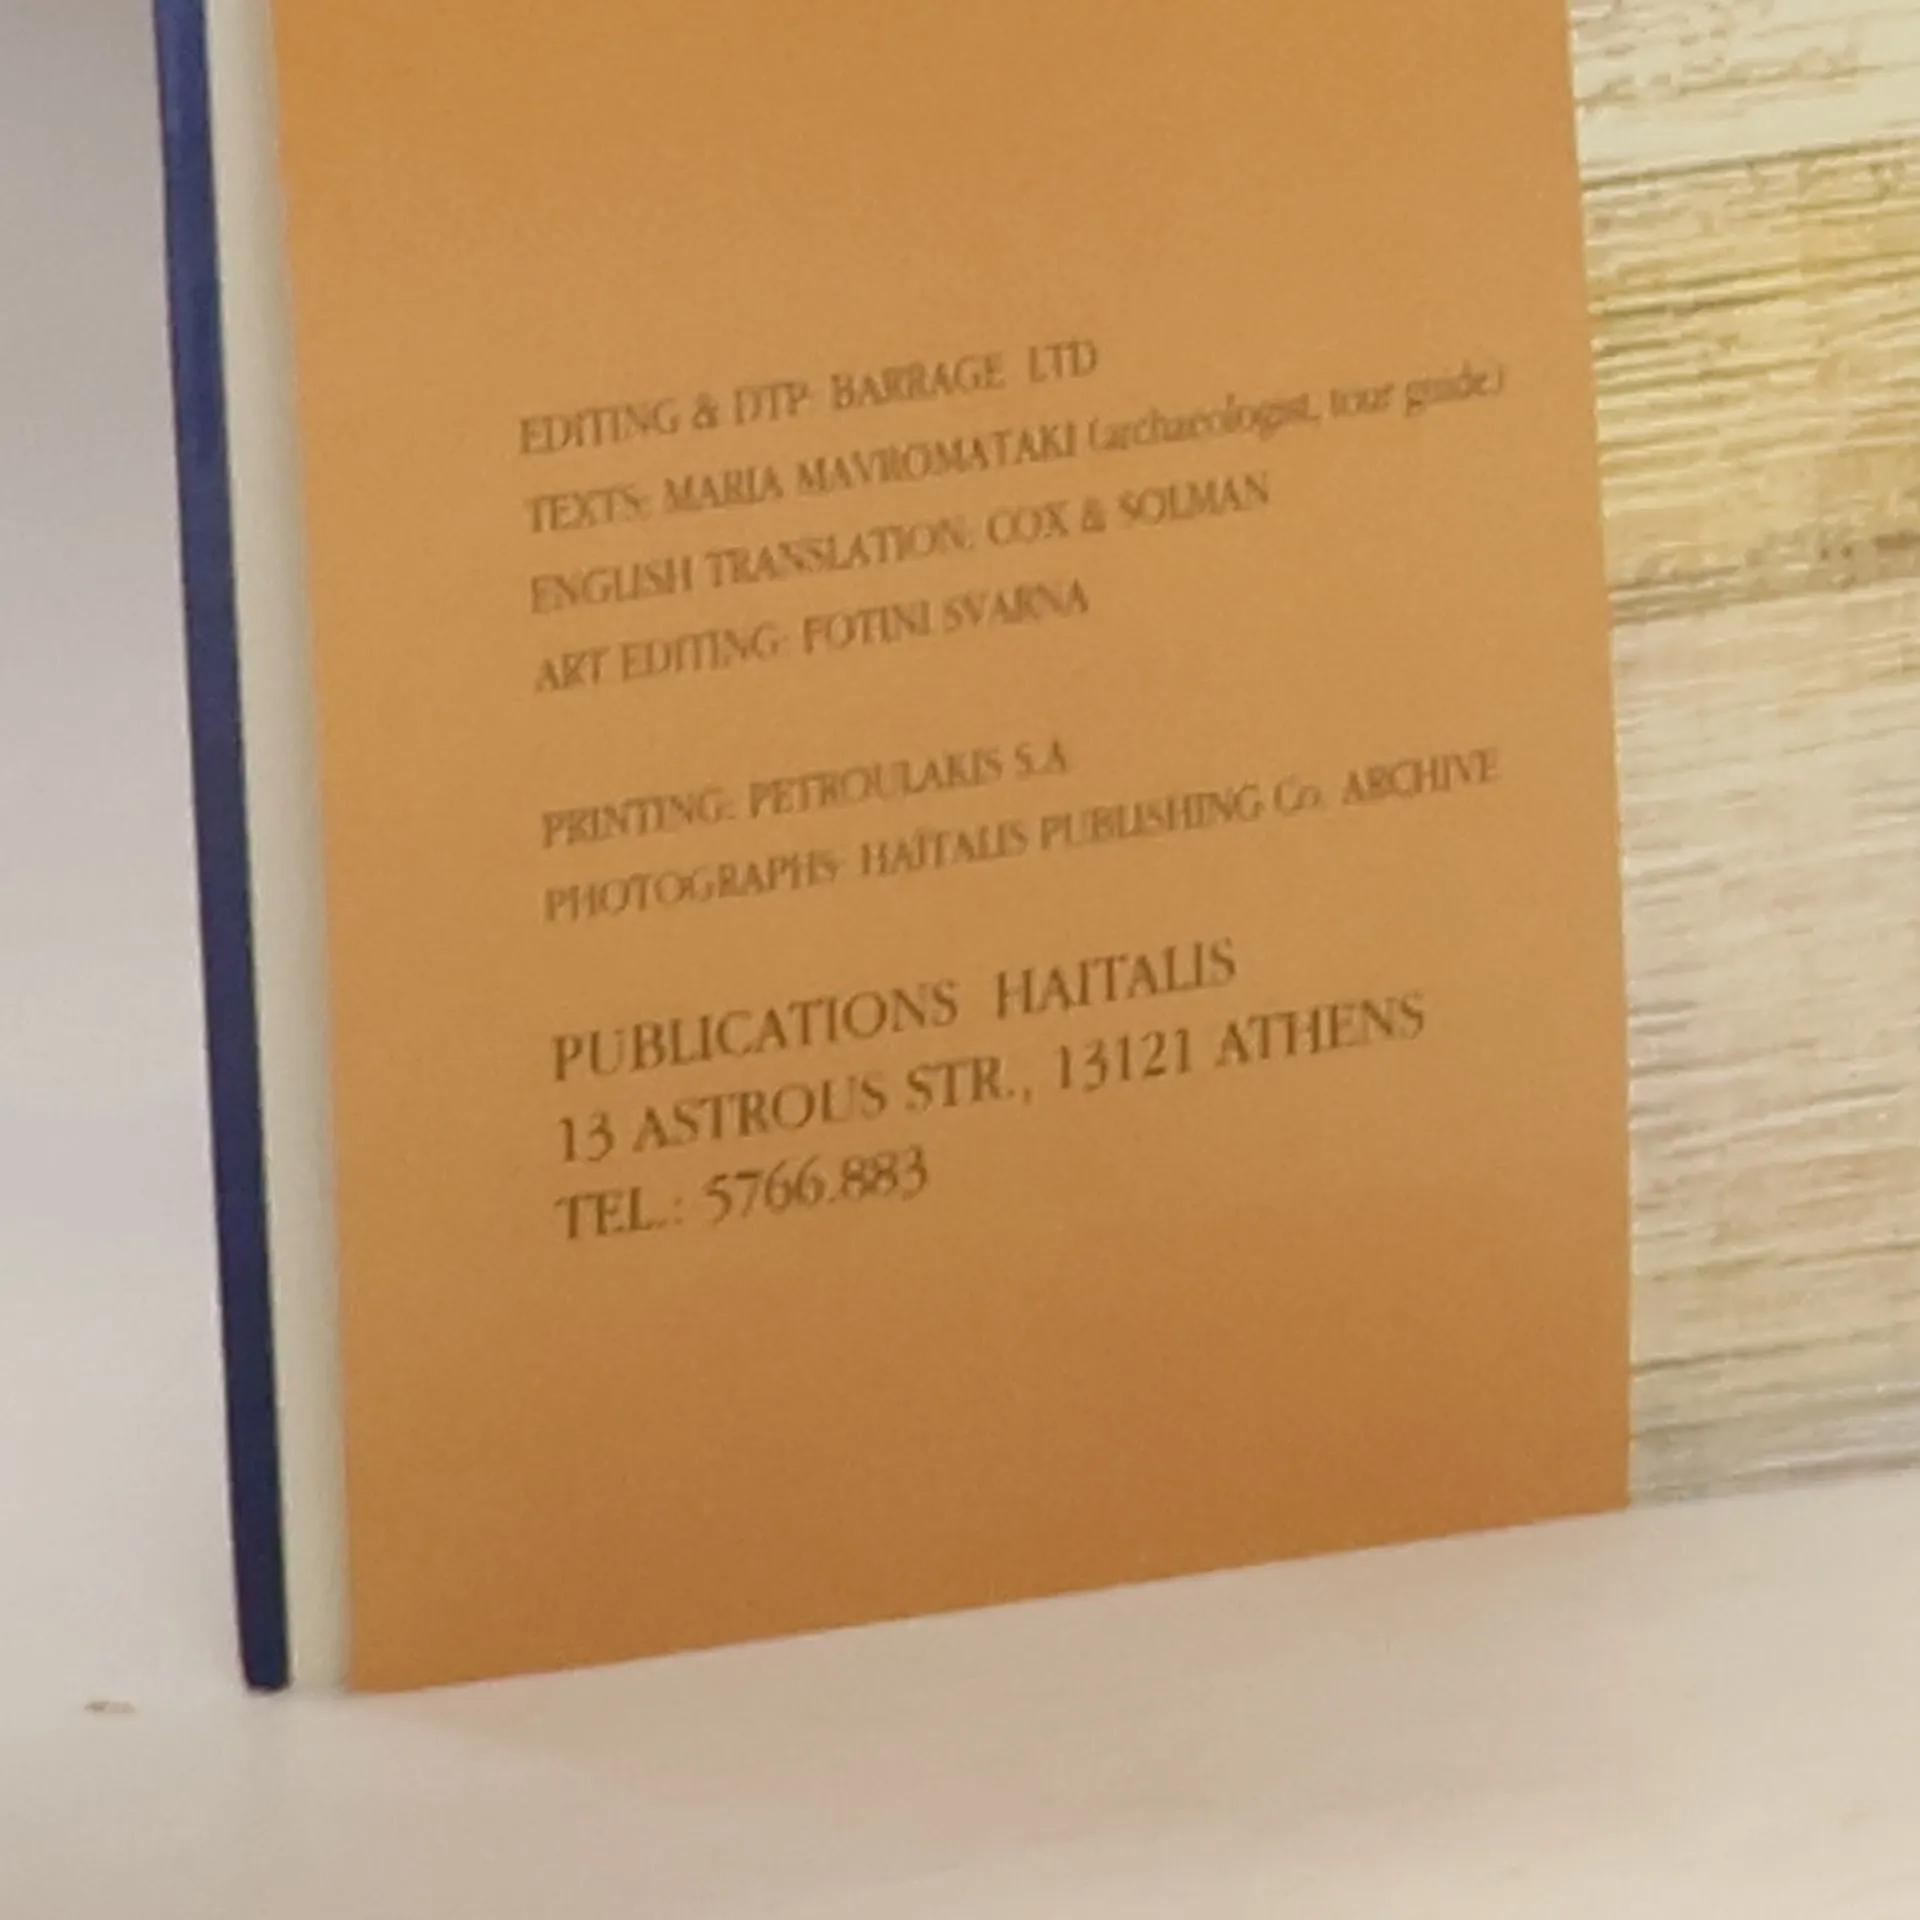 EDITING & DTP: BARRAGE LTD
TEXTS: MARIA MAVROMATAKI (archaeologist, tour guide)
ENGLISH TRANSLATION: COX & SOLMAN
ART EDITING: FOTINI SVARNA
PRINTING: PETROULAKIS S.A
PHOTOGRAPHS: HAÏTALIS PUBLISHING Co. ARCHIVE
PUBLICATIONS HAITALIS
13 ASTROUS STR., 13121 ATHENS
TEL.: 5766.883